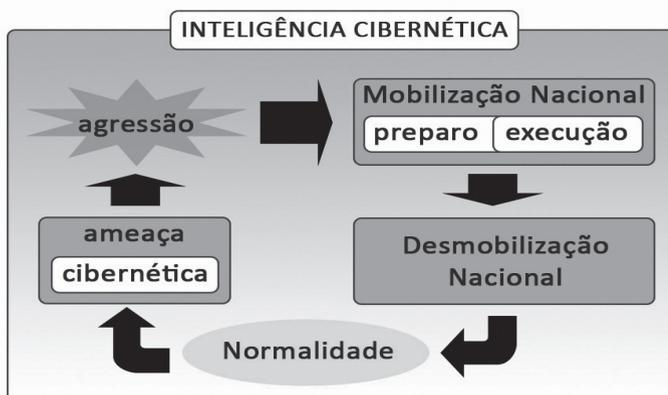 INTELIGÊNCIA CIBERNÉTICA
agressão
Mobilização Nacional
preparo execução
ameaça
cibernética
Desmobilização
Nacional
Normalidade